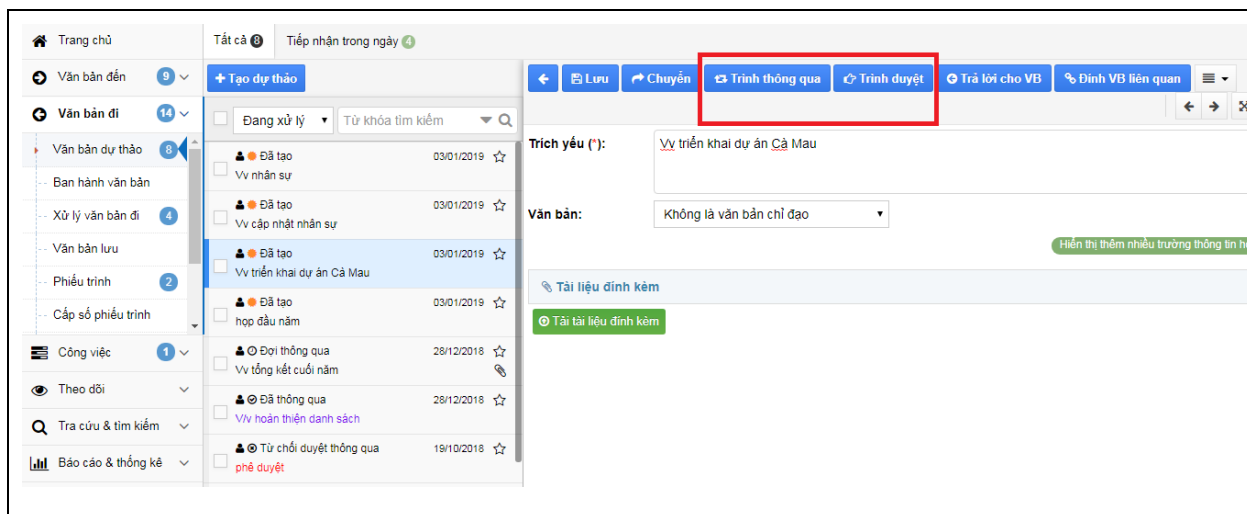 Trang chủ
Văn bản đến 9
Văn bản đi 14
Văn bản dự thảo 8
Ban hành văn bản
Xử lý văn bản đi 4
Văn bản lưu
Phiếu trình 2
Cấp số phiếu trình
Công việc 1
Theo dõi
Tra cứu & tìm kiếm
Báo cáo & thống kê
Tất cả 8 Tiếp nhận trong ngày 4
+ Tạo dự thảo
Đang xử lý Từ khóa tìm kiếm
Đã tạo 03/01/2019
Vv nhân sự
Đã tạo 03/01/2019
Vv cập nhật nhân sự
Đã tạo 03/01/2019
Vv triển khai dự án Cà Mau
Đã tạo 03/01/2019
họp đầu năm
Đợi thông qua 28/12/2018
Vv tổng kết cuối năm
Đã thông qua 28/12/2018
V/v hoàn thiện danh sách
Từ chối duyệt thông qua 19/10/2018
phê duyệt
Lưu Chuyển Trình thông qua Trình duyệt Trả lời cho VB Đính VB liên quan
Trích yếu (*): Vv triển khai dự án Cà Mau
Văn bản: Không là văn bản chỉ đạo
Hiển thị thêm nhiều trường thông tin
Tài liệu đính kèm
Tải tài liệu đính kèm